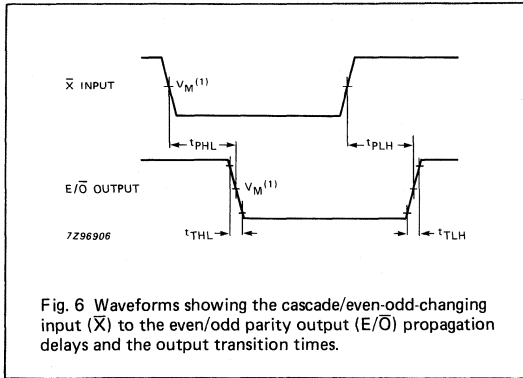 X̅ INPUT
V_M(1)
t_PHL
t_PLH
E/O̅ OUTPUT
V_M(1)
7Z96906
t_THL
t_TLH
Fig. 6 Waveforms showing the cascade/even-odd-changing
input (X̅) to the even/odd parity output (E/O̅) propagation
delays and the output transition times.